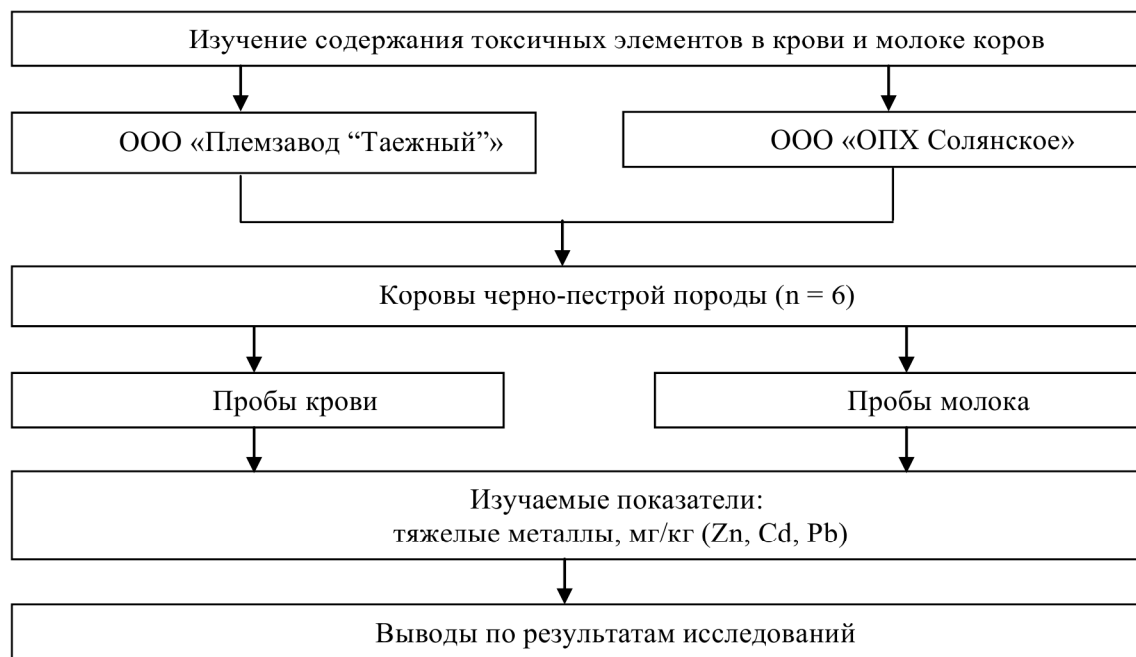 Изучение содержания токсичных элементов в крови и молоке коров
ООО «Племзавод “Таежный”»
ООО «ОПХ Солянское»
Коровы черно-пестрой породы (n = 6)
Пробы крови
Пробы молока
Изучаемые показатели:
тяжелые металлы, мг/кг (Zn, Cd, Pb)
Выводы по результатам исследований